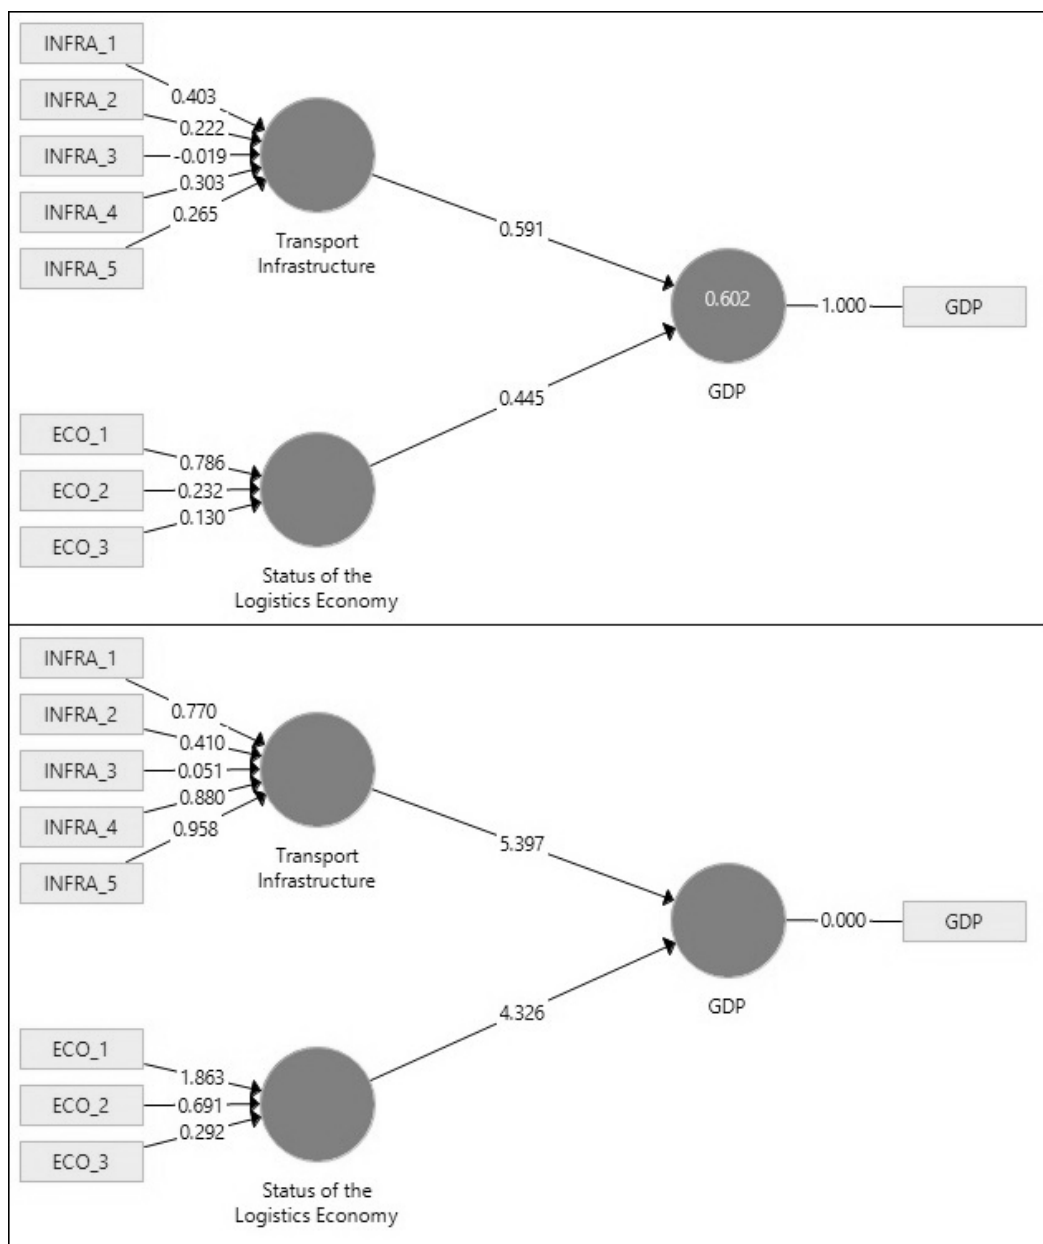 INFRA_1
0.403
INFRA_2
0.222
INFRA_3
-0.019
INFRA_4
0.303
INFRA_5
0.265
Transport
Infrastructure
0.591
0.602
1.000
GDP
GDP
0.445
ECO_1
0.786
ECO_2
0.232
ECO_3
0.130
Status of the
Logistics Economy
INFRA_1
0.770
INFRA_2
0.410
INFRA_3
0.051
INFRA_4
0.880
INFRA_5
0.958
Transport
Infrastructure
5.397
0.000
GDP
GDP
4.326
ECO_1
1.863
ECO_2
0.691
ECO_3
0.292
Status of the
Logistics Economy